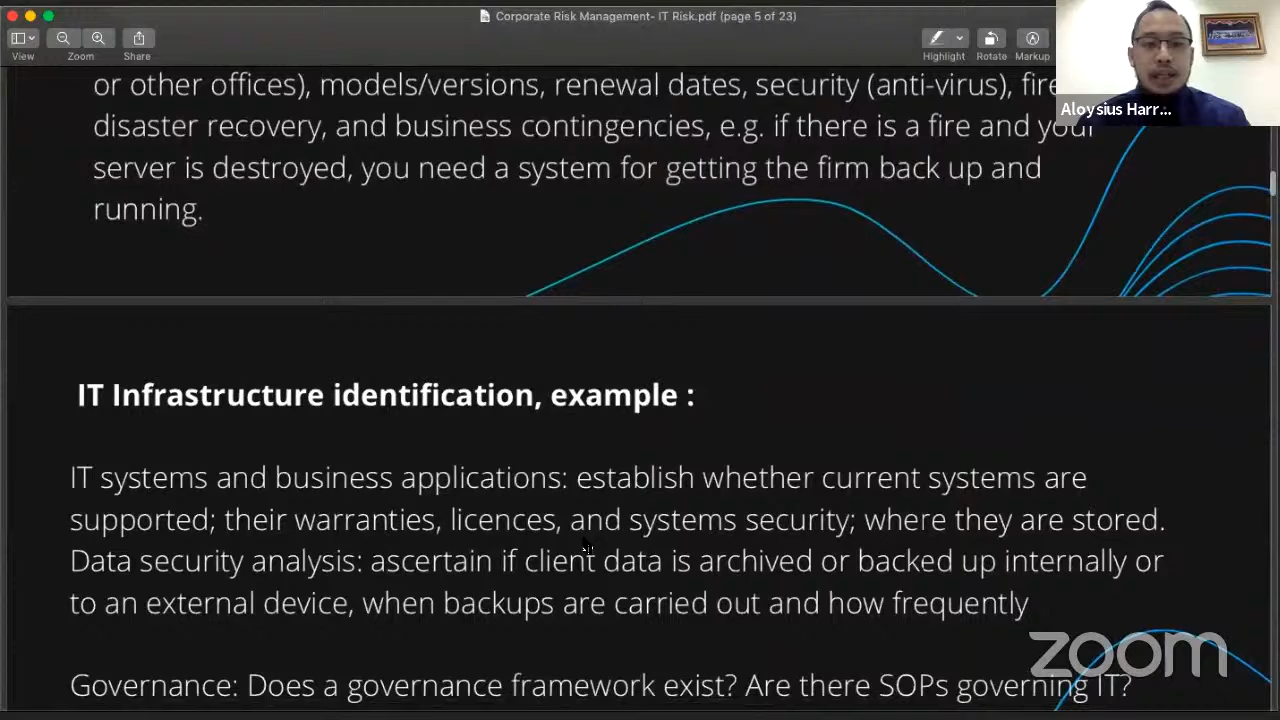 Corporate Risk Management- IT Risk.pdf (page 5 of 23)
View
Zoom
Share
Highlight
Rotate
Markup
Aloysius Harr...
or other offices), models/versions, renewal dates, security (anti-virus), fire
disaster recovery, and business contingencies, e.g. if there is a fire and your
server is destroyed, you need a system for getting the firm back up and
running.
IT Infrastructure identification, example :
IT systems and business applications: establish whether current systems are
supported; their warranties, licences, and systems security; where they are stored.
Data security analysis: ascertain if client data is archived or backed up internally or
to an external device, when backups are carried out and how frequently
zoom
Governance: Does a governance framework exist? Are there SOPs governing IT?